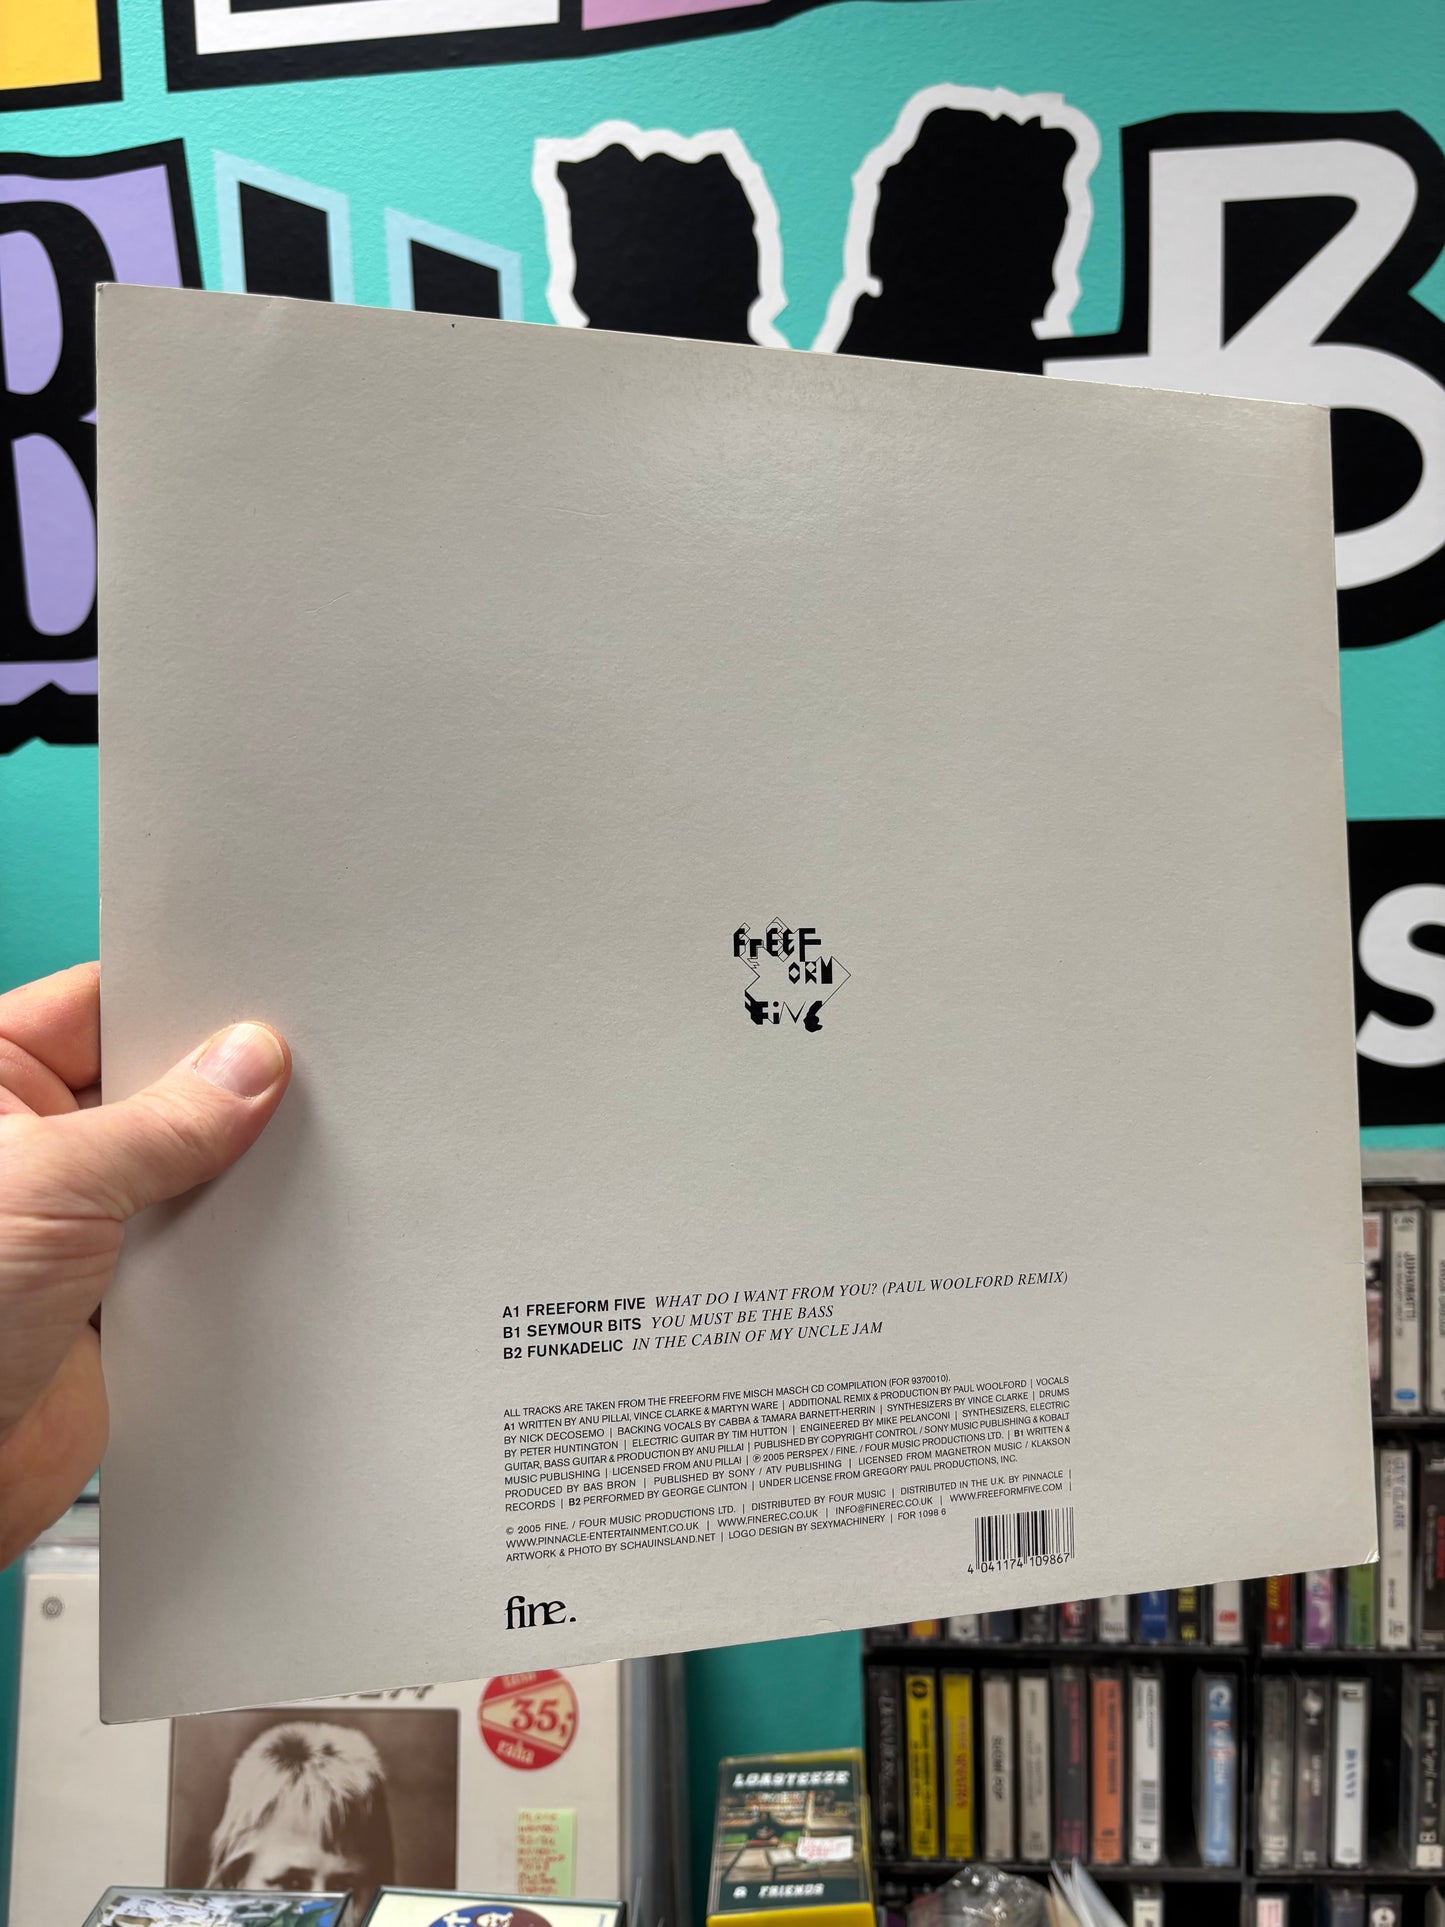 FREEF
ORM
FIVE
A1 FREEFORM FIVE WHAT DO I WANT FROM YOU? (PAUL WOOLFORD REMIX)
B1 SEYMOUR BITS YOU MUST BE THE BASS
B2 FUNKADELIC IN THE CABIN OF MY UNCLE JAM
ALL TRACKS ARE TAKEN FROM THE FREEFORM FIVE MISCH MASCH CD COMPILATION (FOR 9370010).
A1 WRITTEN BY ANU PILLAI, VINCE CLARKE & MARTYN WARE | ADDITIONAL REMIX & PRODUCTION BY PAUL WOOLFORD | VOCALS
BY NICK DECOSEMO | BACKING VOCALS BY CABBA & TAMARA BARNETT-HERRIN | SYNTHESIZERS BY VINCE CLARKE | DRUMS
BY PETER HUNTINGTON | ELECTRIC GUITAR BY TIM HUTTON | ENGINEERED BY MIKE PELANCONI | SYNTHESIZERS, ELECTRIC
GUITAR, BASS GUITAR & PRODUCTION BY ANU PILLAI | PUBLISHED BY COPYRIGHT CONTROL / SONY MUSIC PUBLISHING & KOBALT
MUSIC PUBLISHING | LICENSED FROM ANU PILLAI | ℗ 2005 PERSPEX / FINE. / FOUR MUSIC PRODUCTIONS LTD. | B1 WRITTEN &
PRODUCED BY BAS BRON | PUBLISHED BY SONY / ATV PUBLISHING | LICENSED FROM MAGNETRON MUSIC / KLAKSON
RECORDS | B2 PERFORMED BY GEORGE CLINTON | UNDER LICENSE FROM GREGORY PAUL PRODUCTIONS, INC.
© 2005 FINE. / FOUR MUSIC PRODUCTIONS LTD. | DISTRIBUTED BY FOUR MUSIC | DISTRIBUTED IN THE U.K. BY PINNACLE |
WWW.PINNACLE-ENTERTAINMENT.CO.UK | WWW.FINEREC.CO.UK | INFO@FINEREC.CO.UK | WWW.FREEFORMFIVE.COM |
ARTWORK & PHOTO BY SCHAUINSLAND.NET | LOGO DESIGN BY SEXYMACHINERY | FOR 1098 6
4 041174 109867
fine.
35,
LOASTEEZE
& FRIENDS